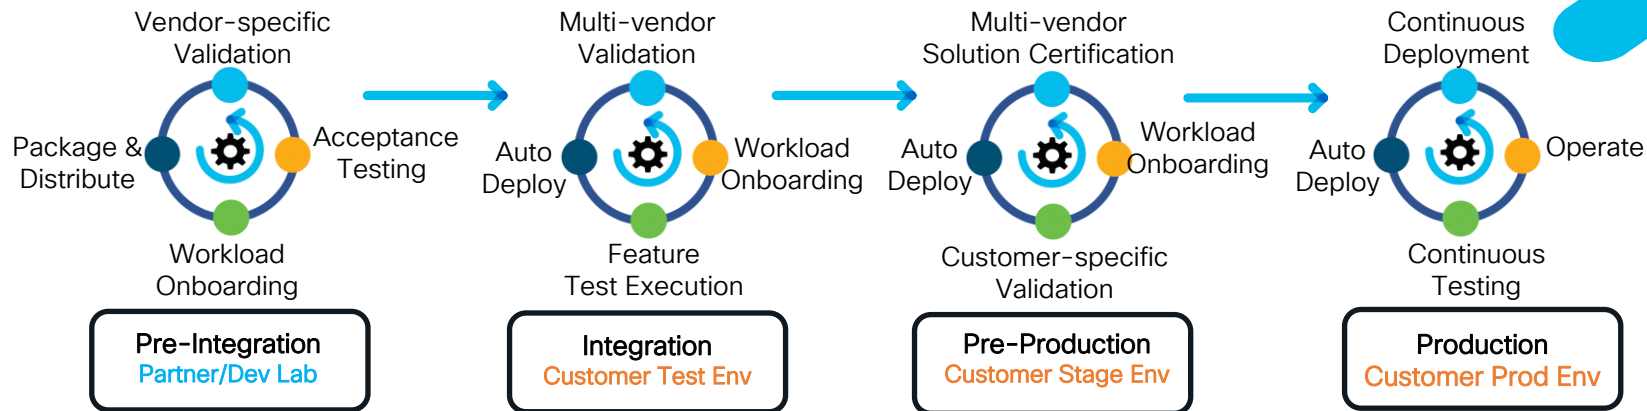 Vendor-specific
Validation
Package &
Distribute
Acceptance
Testing
Workload
Onboarding
Pre-Integration
Partner/Dev Lab
Multi-vendor
Validation
Auto
Deploy
Workload
Onboarding
Feature
Test Execution
Integration
Customer Test Env
Multi-vendor
Solution Certification
Auto
Deploy
Workload
Onboarding
Customer-specific
Validation
Pre-Production
Customer Stage Env
Continuous
Deployment
Auto
Deploy
Operate
Continuous
Testing
Production
Customer Prod Env